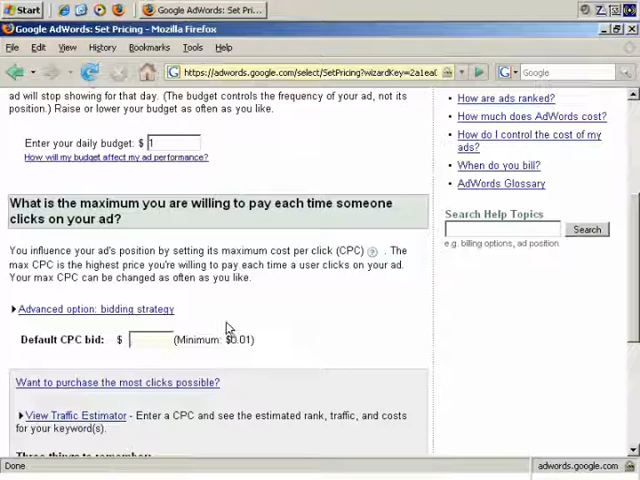 Start
Firefox
Google AdWords: Set Pri...
Google AdWords: Set Pricing - Mozilla Firefox
File Edit View History Bookmarks Tools Help
https://adwords.google.com/select/SetPricing?wizardKey=2a1ea0
Google
ad will stop showing for that day. (The budget controls the frequency of your ad, not its
position.) Raise or lower your budget as often as you like.
Enter your daily budget: $ 1
How will my budget affect my ad performance?
What is the maximum you are willing to pay each time someone
clicks on your ad?
You influence your ad's position by setting its maximum cost per click (CPC) ? . The
max CPC is the highest price you're willing to pay each time a user clicks on your ad.
Your max CPC can be changed as often as you like.
Advanced option: bidding strategy
Default CPC bid: $ (Minimum: $0.01)
Want to purchase the most clicks possible?
View Traffic Estimator - Enter a CPC and see the estimated rank, traffic, and costs
for your keyword(s).
Three things to remember:
How are ads ranked?
How much does AdWords cost?
How do I control the cost of my
ads?
When do you bill?
AdWords Glossary
Search Help Topics
Search
e.g. billing options, ad position
Done
adwords.google.com